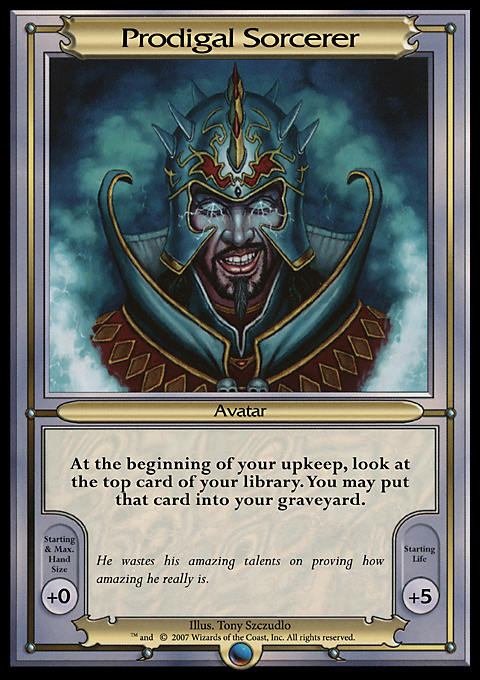 Prodigal Sorcerer
Avatar
At the beginning of your upkeep, look at
the top card of your library. You may put
that card into your graveyard.
He wastes his amazing talents on proving how
amazing he really is.
Starting
& Max.
Hand
Size
+0
Starting
Life
+5
Illus. Tony Szczudlo
™ and © 2007 Wizards of the Coast, Inc. All rights reserved.